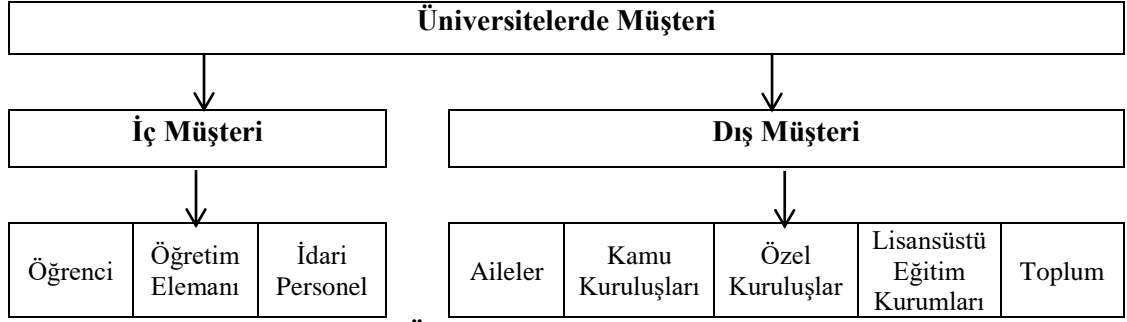 Üniversitelerde Müşteri
İç Müşteri
Dış Müşteri
Öğrenci
Öğretim
Elemanı
İdari
Personel
Aileler
Kamu
Kuruluşları
Özel
Kuruluşlar
Lisansüstü
Eğitim
Kurumları
Toplum